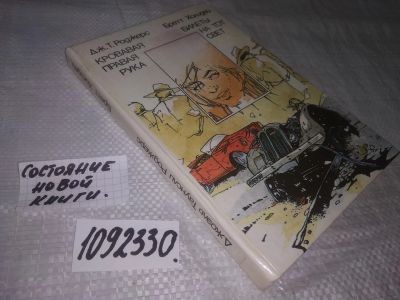 Дж. Т. Роджерс
КРОВАВАЯ
ПРАВАЯ
РУКА
Бретт Холлидей
БИЛЕТЫ
НА ТОТ
СВЕТ
СОСТОЯНИЕ
НОВОЙ
КНИГИ.
1092330.